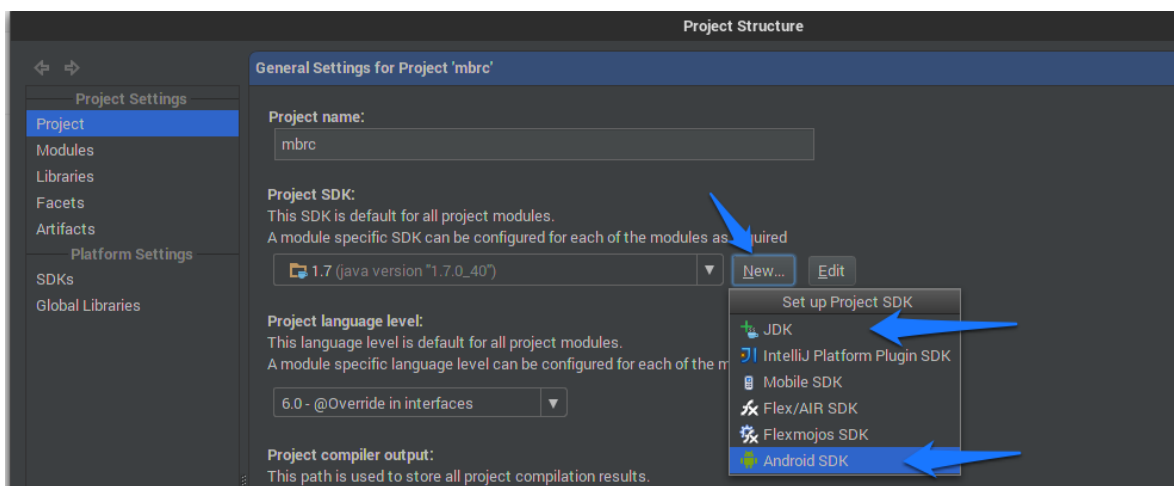 Project Structure
Project Settings
Project
Modules
Libraries
Facets
Artifacts
Platform Settings
SDKs
Global Libraries
General Settings for Project 'mbrc'
Project name:
mbrc
Project SDK:
This SDK is default for all project modules.
A module specific SDK can be configured for each of the modules as
1.7 (java version "1.7.0_40")
New...
Edit
Set up Project SDK
JDK
IntelliJ Platform Plugin SDK
Mobile SDK
Flex/AIR SDK
Flexmojos SDK
Android SDK
Project language level:
This language level is default for all project modules.
A module specific language level can be configured for each of the
6.0 - @Override in interfaces
Project compiler output:
This path is used to store all project compilation results.